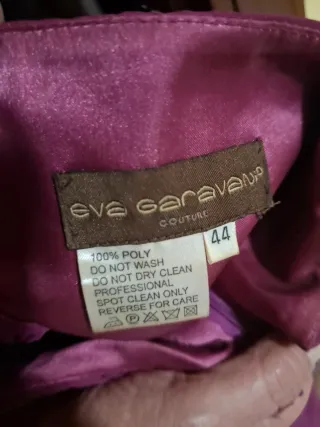 eva Garavani
COUTURE
44
100% POLY
DO NOT WASH
DO NOT DRY CLEAN
PROFESSIONAL
SPOT CLEAN ONLY
REVERSE FOR CARE